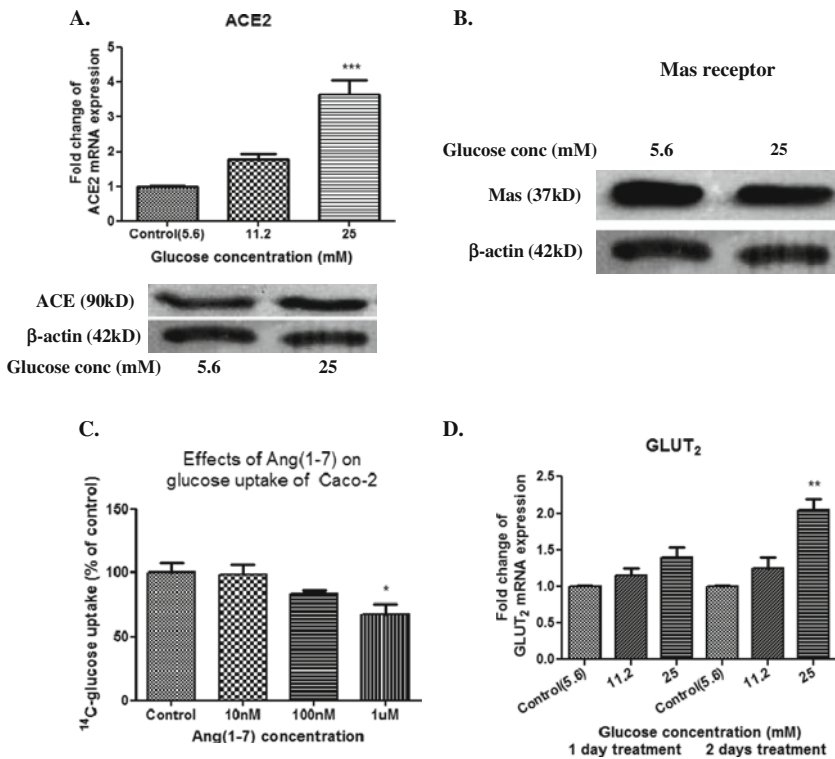 A.
ACE2
Fold change of
ACE2 mRNA expression
5
4
3
2
1
0
***
Control(5.6)
11.2
25
Glucose concentration (mM)
ACE (90kD)
β-actin (42kD)
Glucose conc (mM)
5.6
25
B.
Mas receptor
Glucose conc (mM)
5.6
25
Mas (37kD)
β-actin (42kD)
C.
Effects of Ang(1-7) on
glucose uptake of Caco-2
¹⁴C-glucose uptake (% of control)
150
100
50
0
*
Control
10nM
100nM
1uM
Ang(1-7) concentration
D.
GLUT₂
Fold change of
GLUT₂ mRNA expression
2.5
2.0
1.5
1.0
0.5
0.0
**
Control(5.6)
11.2
25
Control(5.6)
11.2
25
Glucose concentration (mM)
1 day treatment 2 days treatment